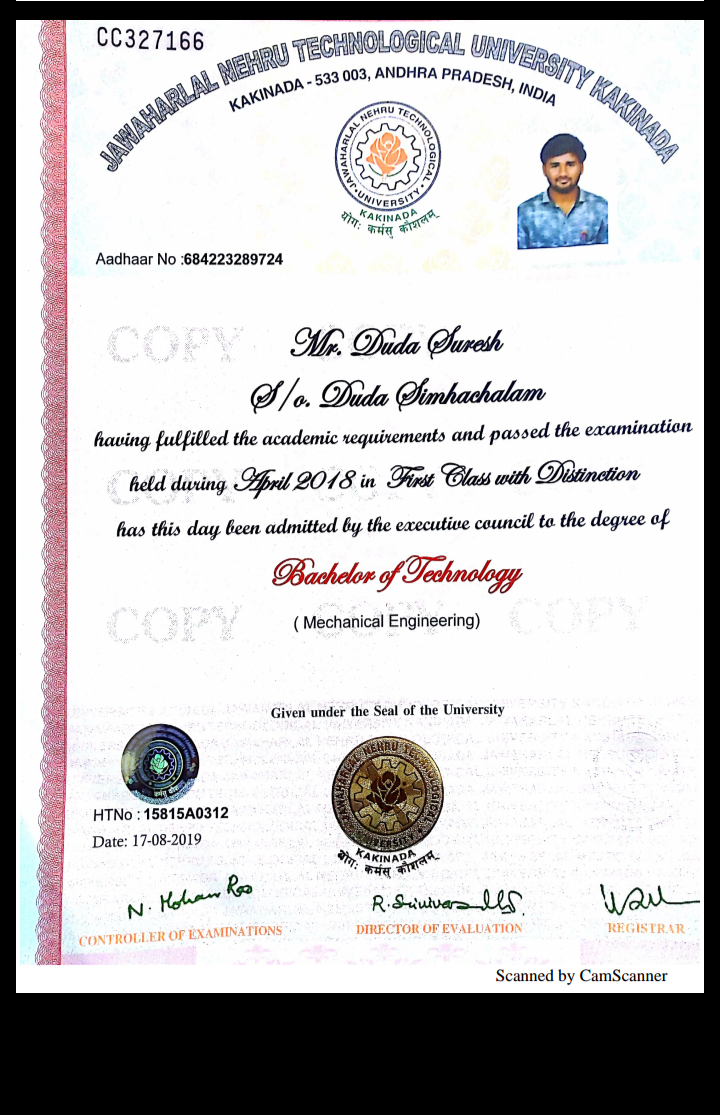 CC327166
JAWAHARLAL NEHRU TECHNOLOGICAL UNIVERSITY KAKINADA
KAKINADA - 533 003, ANDHRA PRADESH, INDIA
JAWAHARLAL NEHRU TECHNOLOGICAL
UNIVERSITY
KAKINADA
योगः कर्मसु कौशलम्
Aadhaar No :684223289724
COPY
Mr. Duda Suresh
S/o. Duda Simhachalam
having fulfilled the academic requirements and passed the examination
COPY
held during April 2018 in First Class with Distinction
has this day been admitted by the executive council to the degree of
Bachelor of Technology
COPY COPY COPY
( Mechanical Engineering)
Given under the Seal of the University
JAWAHARLAL NEHRU TECHNOLOGICAL
UNIVERSITY
KAKINADA
योगः कर्मसु कौशलम्
HTNo : 15815A0312
Date: 17-08-2019
N. Mohan Rao
CONTROLLER OF EXAMINATIONS
DIRECTOR OF EVALUATION
REGISTRAR
Scanned by CamScanner